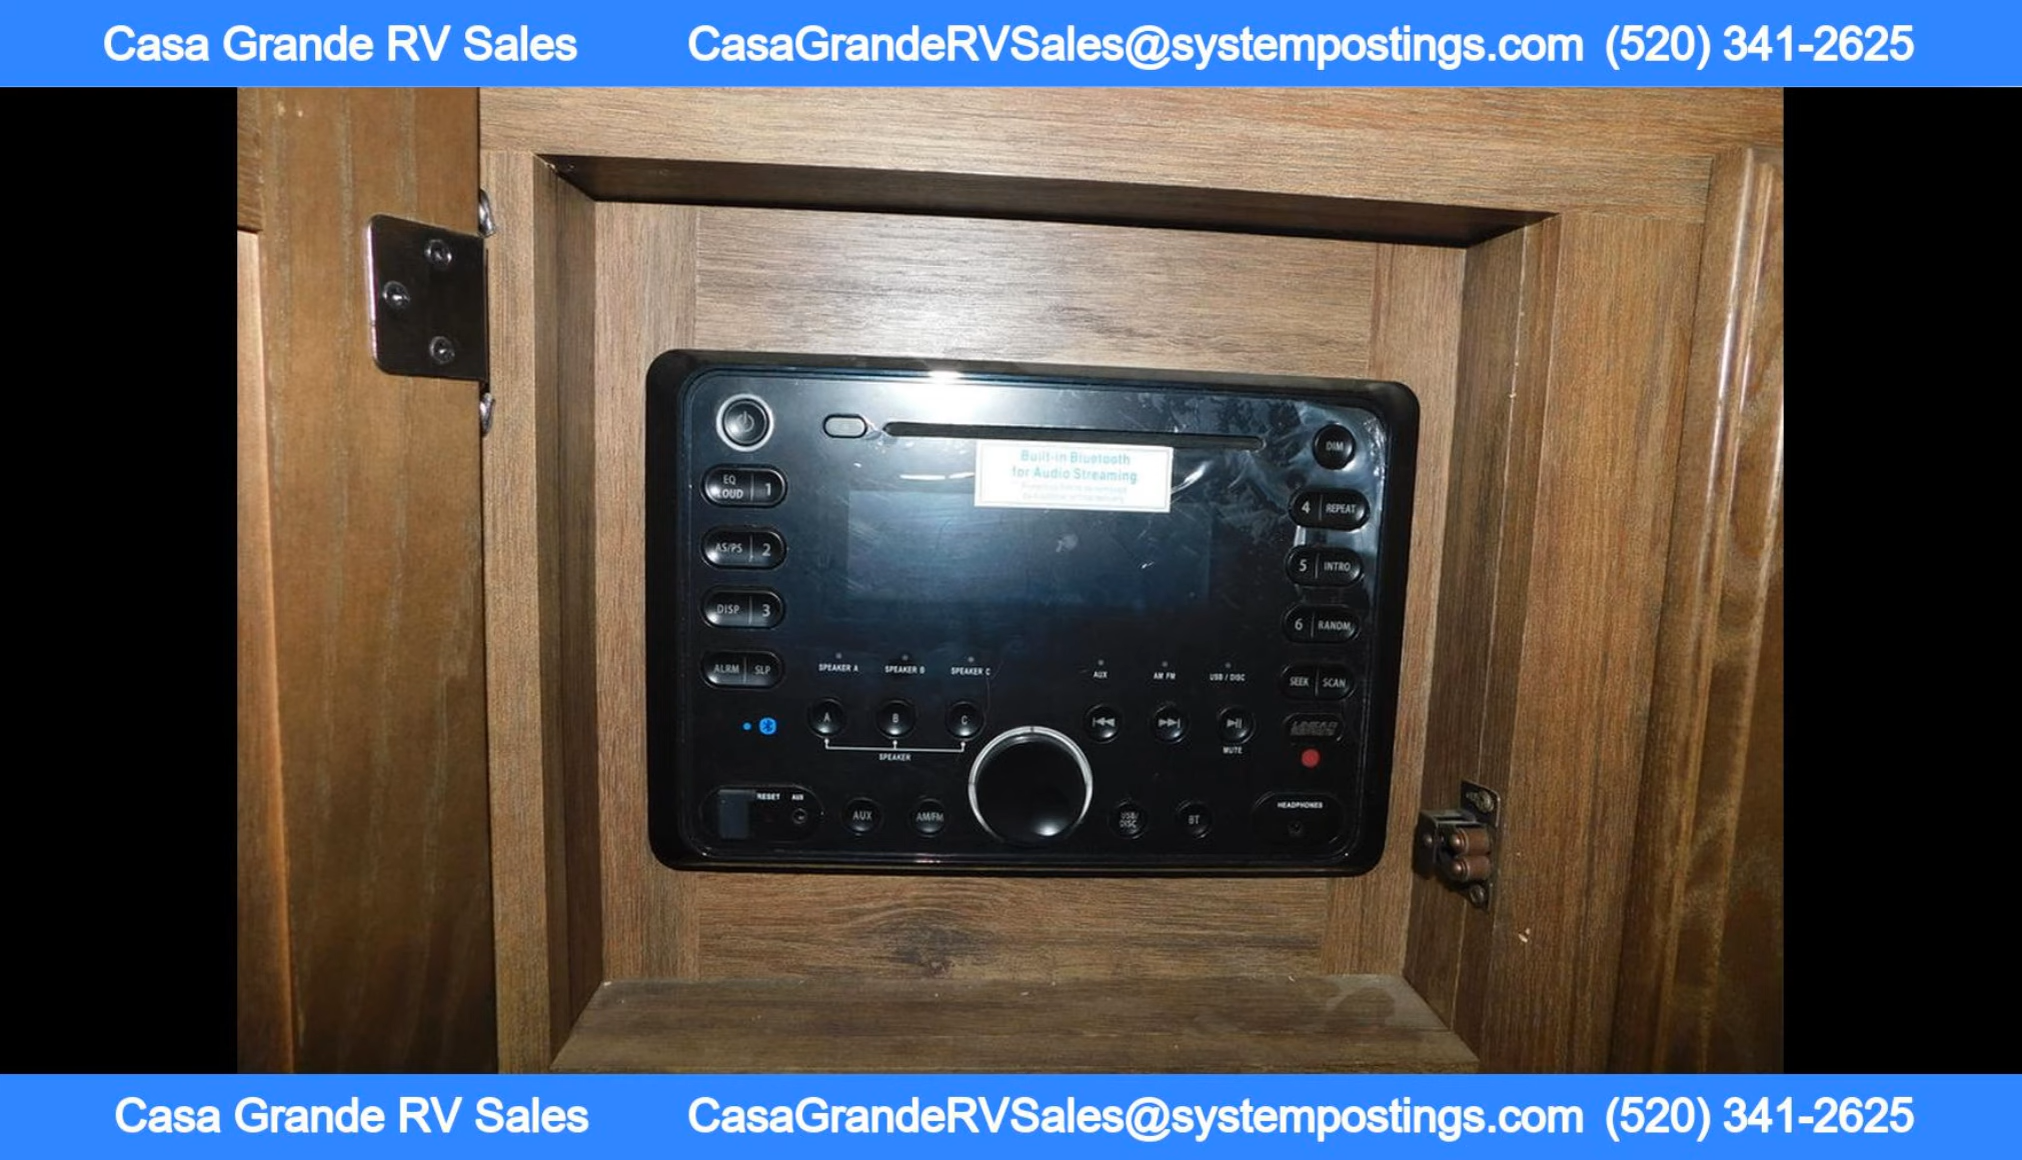 Casa Grande RV Sales CasaGrandeRVSales@systempostings.com (520) 341-2625
Built-in Bluetooth
for Audio Streaming
DIM
EQ
LOUD 1
4 REPEAT
AS/PS 2
5 INTRO
DISP 3
6 RANDM
ALRM SLP
SPEAKER A SPEAKER B SPEAKER C AUX AM FM USB / DISC
SEEK SCAN
A B C
SPEAKER
MUTE
RESET AUX
HEADPHONES
AUX AM/FM USB/
DISC BT
Casa Grande RV Sales CasaGrandeRVSales@systempostings.com (520) 341-2625